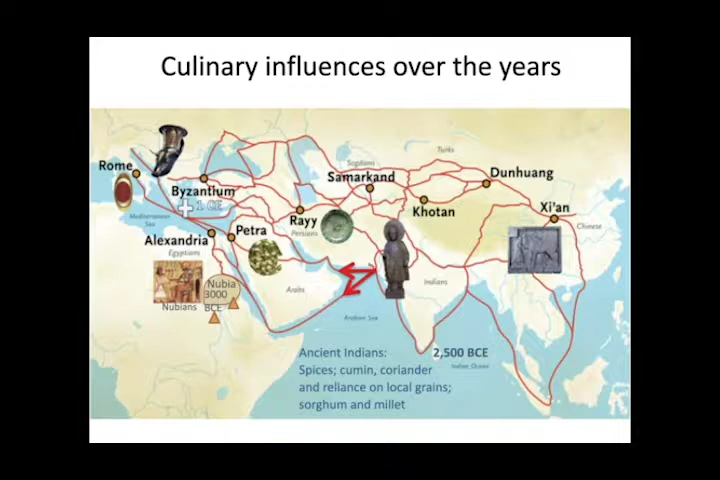 Culinary influences over the years
Turks
Sogdians
Rome
Samarkand
Dunhuang
Byzantium
1 CE
Khotan
Xi'an
Mediterranean
Sea
Rayy
Persians
Chinese
Alexandria
Petra
Egyptians
Indians
Nubia
3000
BCE
Nubians
Arabs
Arabian Sea
Ancient Indians:
2,500 BCE
Spices; cumin, coriander
Indian Ocean
and reliance on local grains;
sorghum and millet